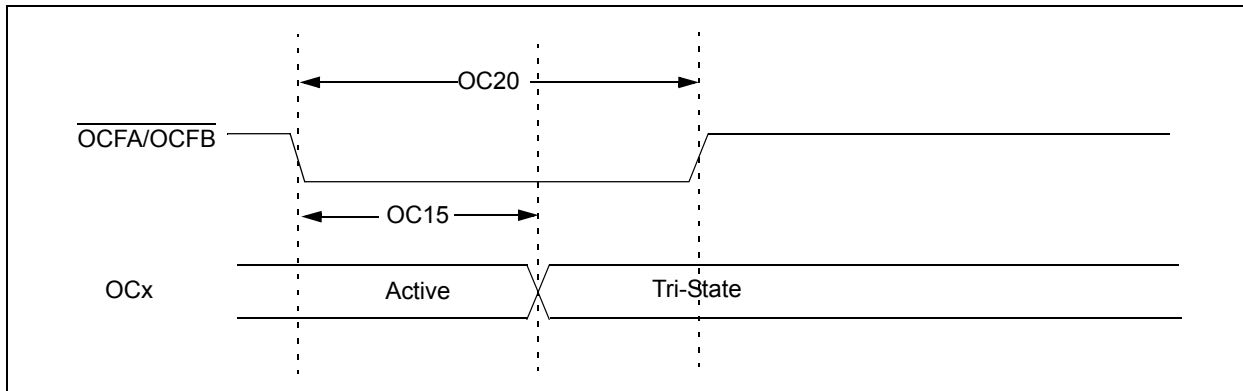 OC20
OCFA/OCFB
OC15
OCx
Active
Tri-State